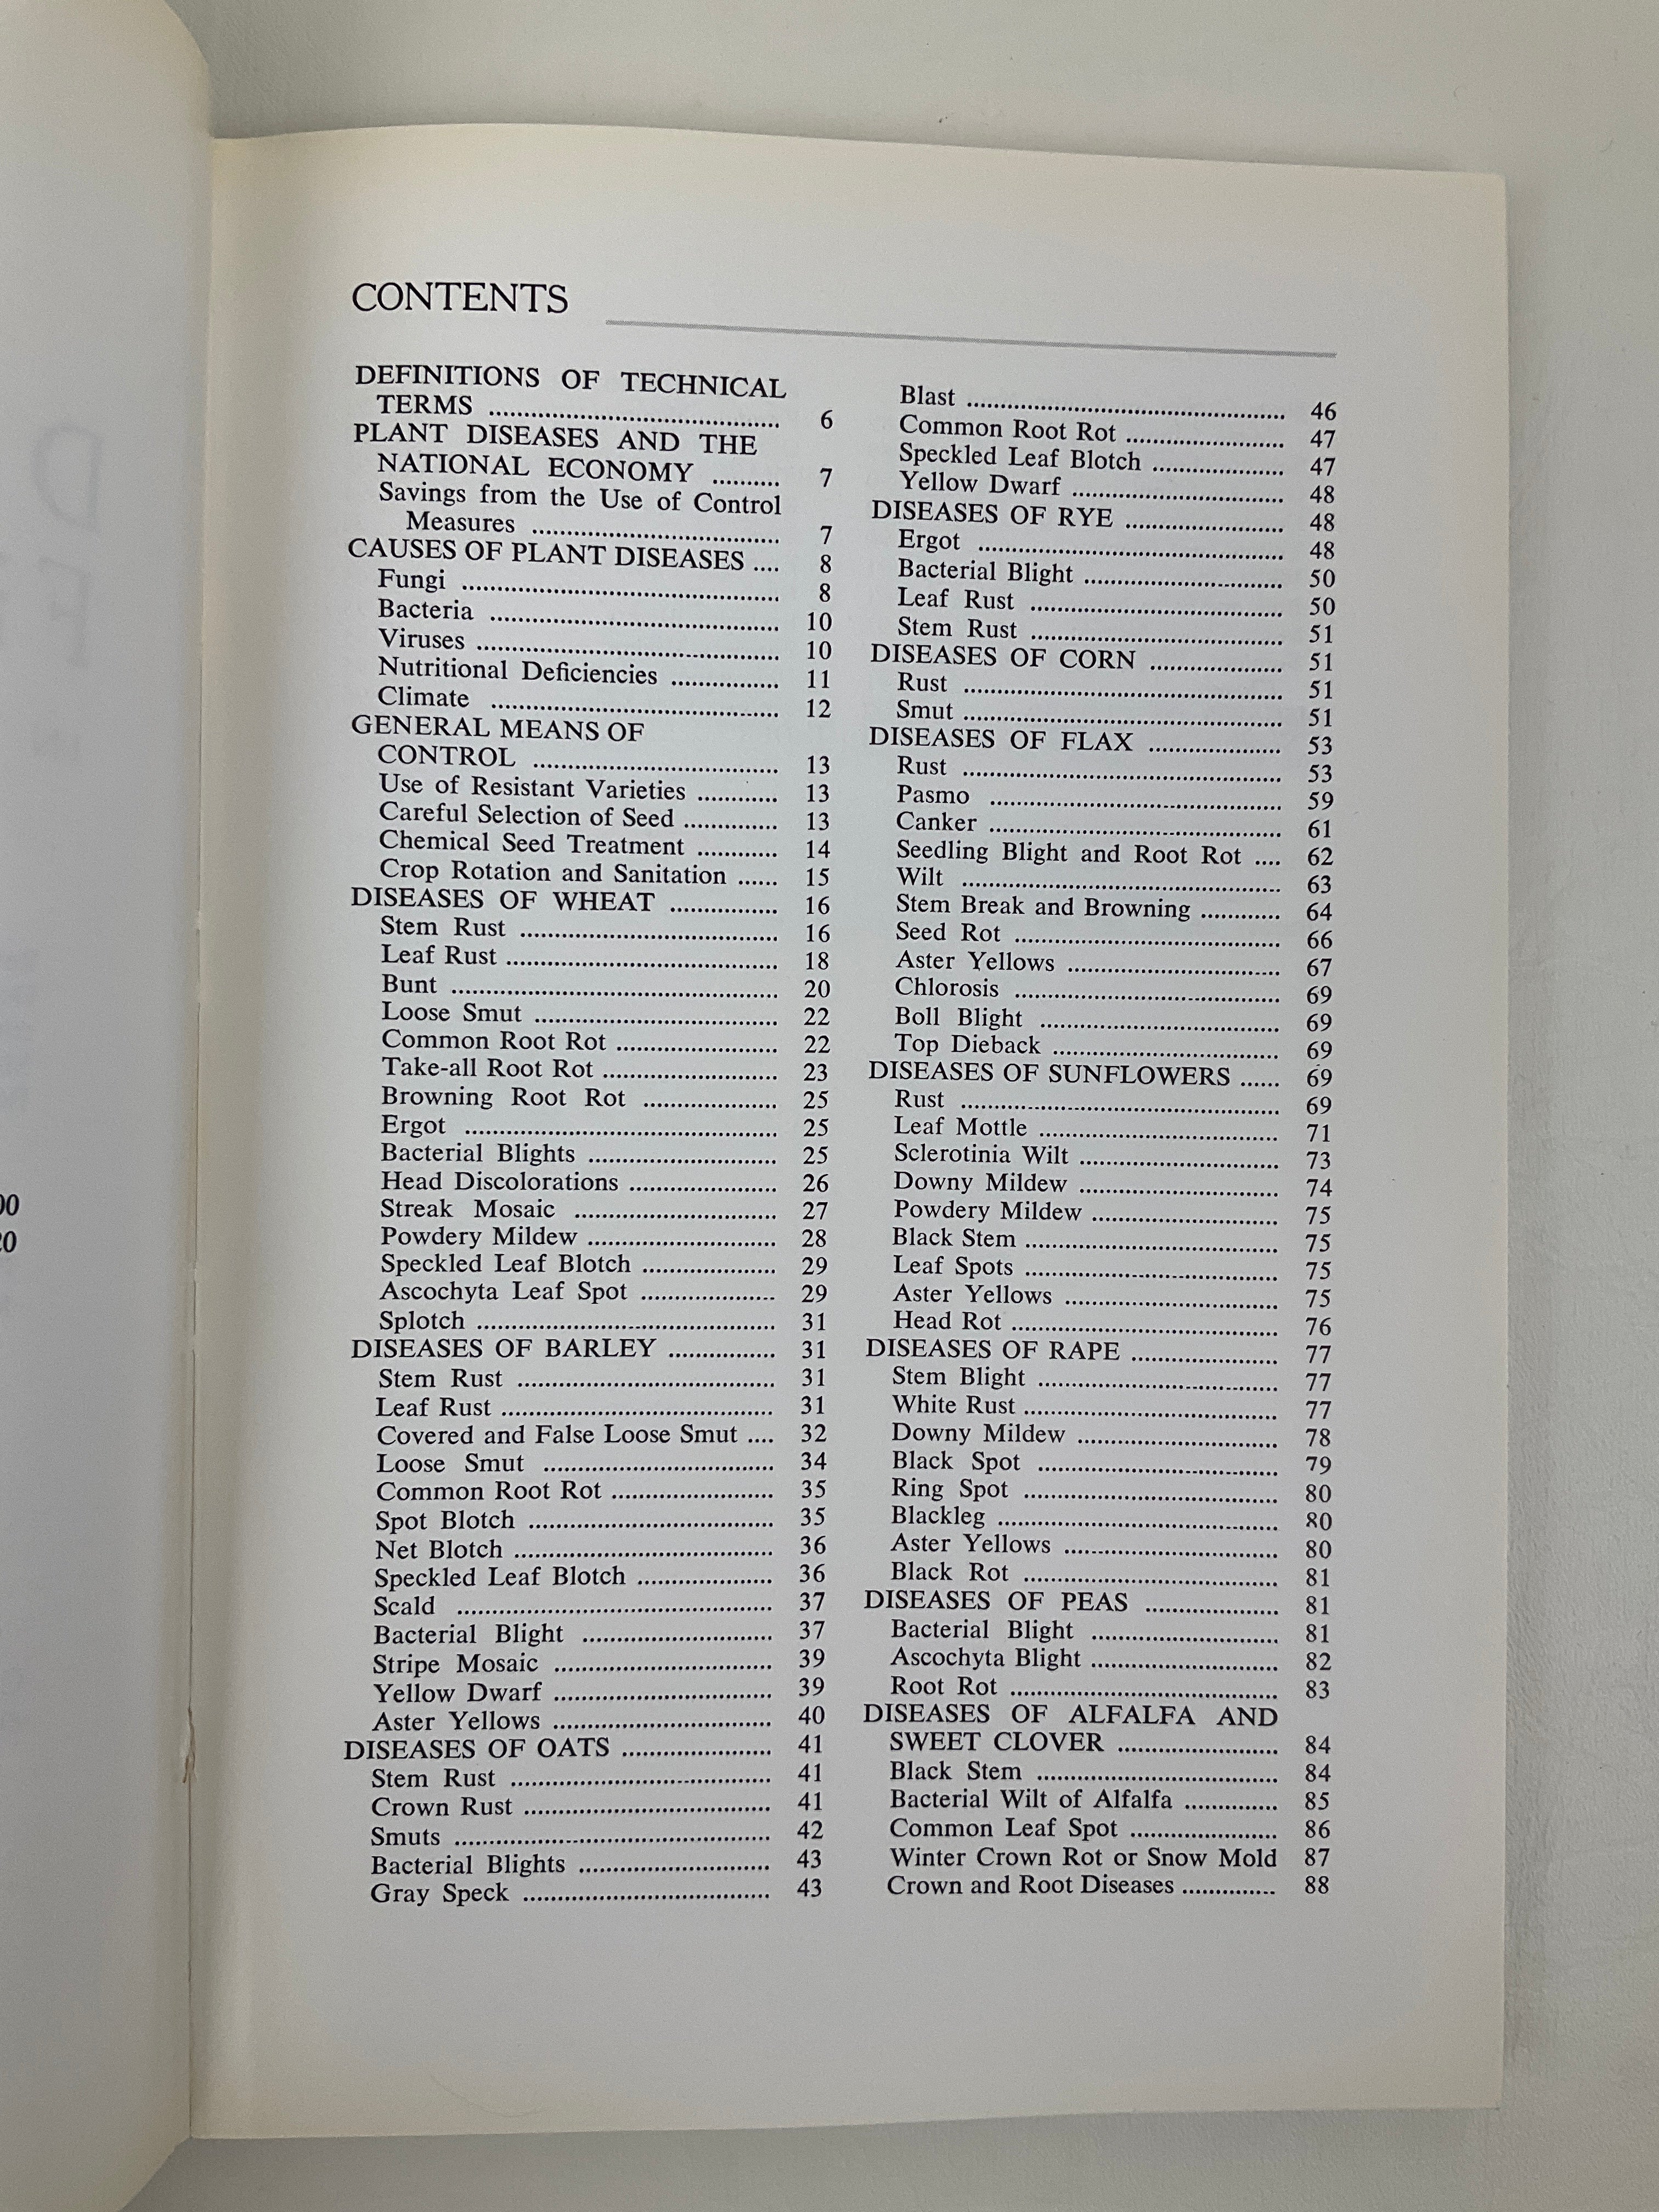 CONTENTS
DEFINITIONS OF TECHNICAL
TERMS ........................................ 6
PLANT DISEASES AND THE
NATIONAL ECONOMY .......... 7
Savings from the Use of Control
Measures .................................... 7
CAUSES OF PLANT DISEASES .... 8
Fungi .............................................. 8
Bacteria .......................................... 10
Viruses ............................................ 10
Nutritional Deficiencies ................ 11
Climate .......................................... 12
GENERAL MEANS OF
CONTROL .................................... 13
Use of Resistant Varieties ............ 13
Careful Selection of Seed .............. 13
Chemical Seed Treatment ............ 14
Crop Rotation and Sanitation ...... 15
DISEASES OF WHEAT ................ 16
Stem Rust ...................................... 16
Leaf Rust ........................................ 18
Bunt ................................................ 20
Loose Smut .................................... 22
Common Root Rot ........................ 22
Take-all Root Rot .......................... 23
Browning Root Rot .................... 25
Ergot .............................................. 25
Bacterial Blights ............................ 25
Head Discolorations ...................... 26
Streak Mosaic .............................. 27
Powdery Mildew ............................ 28
Speckled Leaf Blotch .................... 29
Ascochyta Leaf Spot .................... 29
Splotch ............................................ 31
DISEASES OF BARLEY ................ 31
Stem Rust ...................................... 31
Leaf Rust ........................................ 31
Covered and False Loose Smut .... 32
Loose Smut .................................. 34
Common Root Rot ........................ 35
Spot Blotch .................................... 35
Net Blotch ...................................... 36
Speckled Leaf Blotch .................... 36
Scald .............................................. 37
Bacterial Blight ............................ 37
Stripe Mosaic ................................ 39
Yellow Dwarf ................................ 39
Aster Yellows ................................ 40
DISEASES OF OATS ...................... 41
Stem Rust ...................................... 41
Crown Rust .................................... 41
Smuts .............................................. 42
Bacterial Blights ............................ 43
Gray Speck .................................... 43
Blast ................................................ 46
Common Root Rot ........................ 47
Speckled Leaf Blotch .................... 47
Yellow Dwarf ................................ 48
DISEASES OF RYE ........................ 48
Ergot .............................................. 48
Bacterial Blight .............................. 50
Leaf Rust ...................................... 50
Stem Rust ...................................... 51
DISEASES OF CORN .................... 51
Rust ................................................ 51
Smut ................................................ 51
DISEASES OF FLAX .................... 53
Rust ................................................ 53
Pasmo ............................................ 59
Canker ............................................ 61
Seedling Blight and Root Rot .... 62
Wilt ................................................ 63
Stem Break and Browning ............ 64
Seed Rot ........................................ 66
Aster Yellows ................................ 67
Chlorosis ........................................ 69
Boll Blight .................................... 69
Top Dieback .................................. 69
DISEASES OF SUNFLOWERS ...... 69
Rust ................................................ 69
Leaf Mottle .................................... 71
Sclerotinia Wilt .............................. 73
Downy Mildew .............................. 74
Powdery Mildew ............................ 75
Black Stem ...................................... 75
Leaf Spots ...................................... 75
Aster Yellows ................................ 75
Head Rot ........................................ 76
DISEASES OF RAPE ...................... 77
Stem Blight .................................... 77
White Rust ...................................... 77
Downy Mildew .............................. 78
Black Spot .................................... 79
Ring Spot ...................................... 80
Blackleg .......................................... 80
Aster Yellows ................................ 80
Black Rot ...................................... 81
DISEASES OF PEAS .................... 81
Bacterial Blight ............................ 81
Ascochyta Blight ............................ 82
Root Rot ........................................ 83
DISEASES OF ALFALFA AND
SWEET CLOVER ........................ 84
Black Stem .................................... 84
Bacterial Wilt of Alfalfa .............. 85
Common Leaf Spot ...................... 86
Winter Crown Rot or Snow Mold 87
Crown and Root Diseases .............. 88